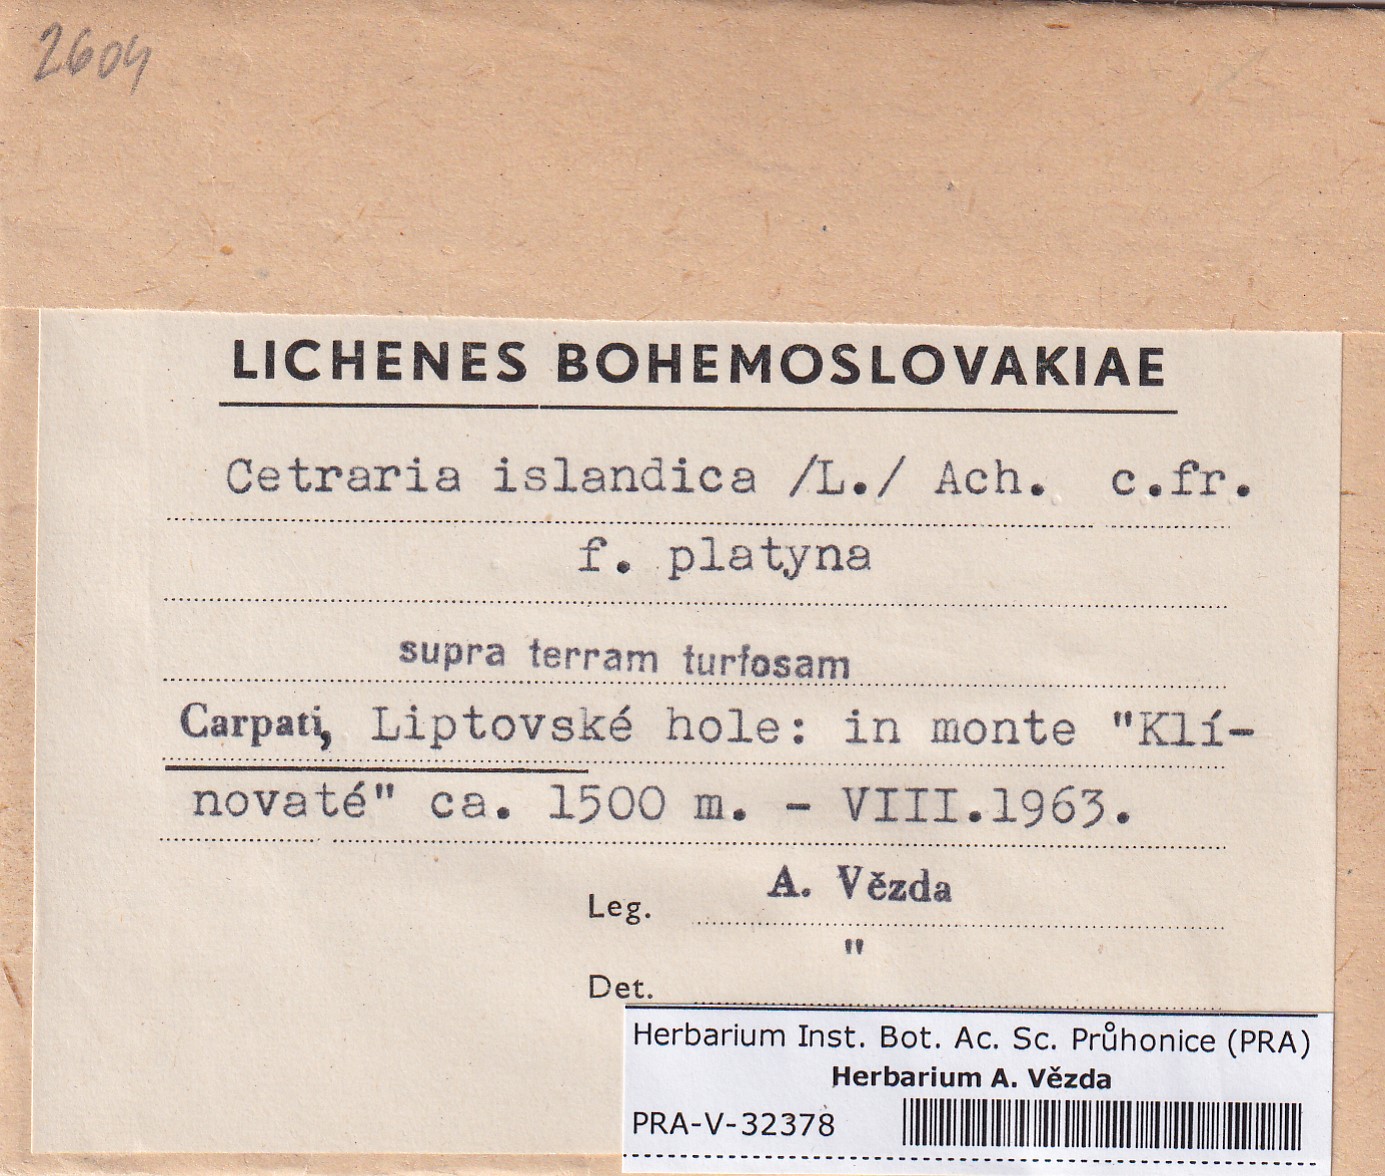 2604
LICHENES BOHEMOSLOVAKIAE
Cetraria islandica /L./ Ach. c.fr.
f. platyna
supra terram turfosam
Carpati, Liptovské hole: in monte "Klí-
novaté" ca. 1500 m. - VIII.1963.
Leg. A. Vězda
Det. "
Herbarium Inst. Bot. Ac. Sc. Průhonice (PRA)
Herbarium A. Vězda
PRA-V-32378